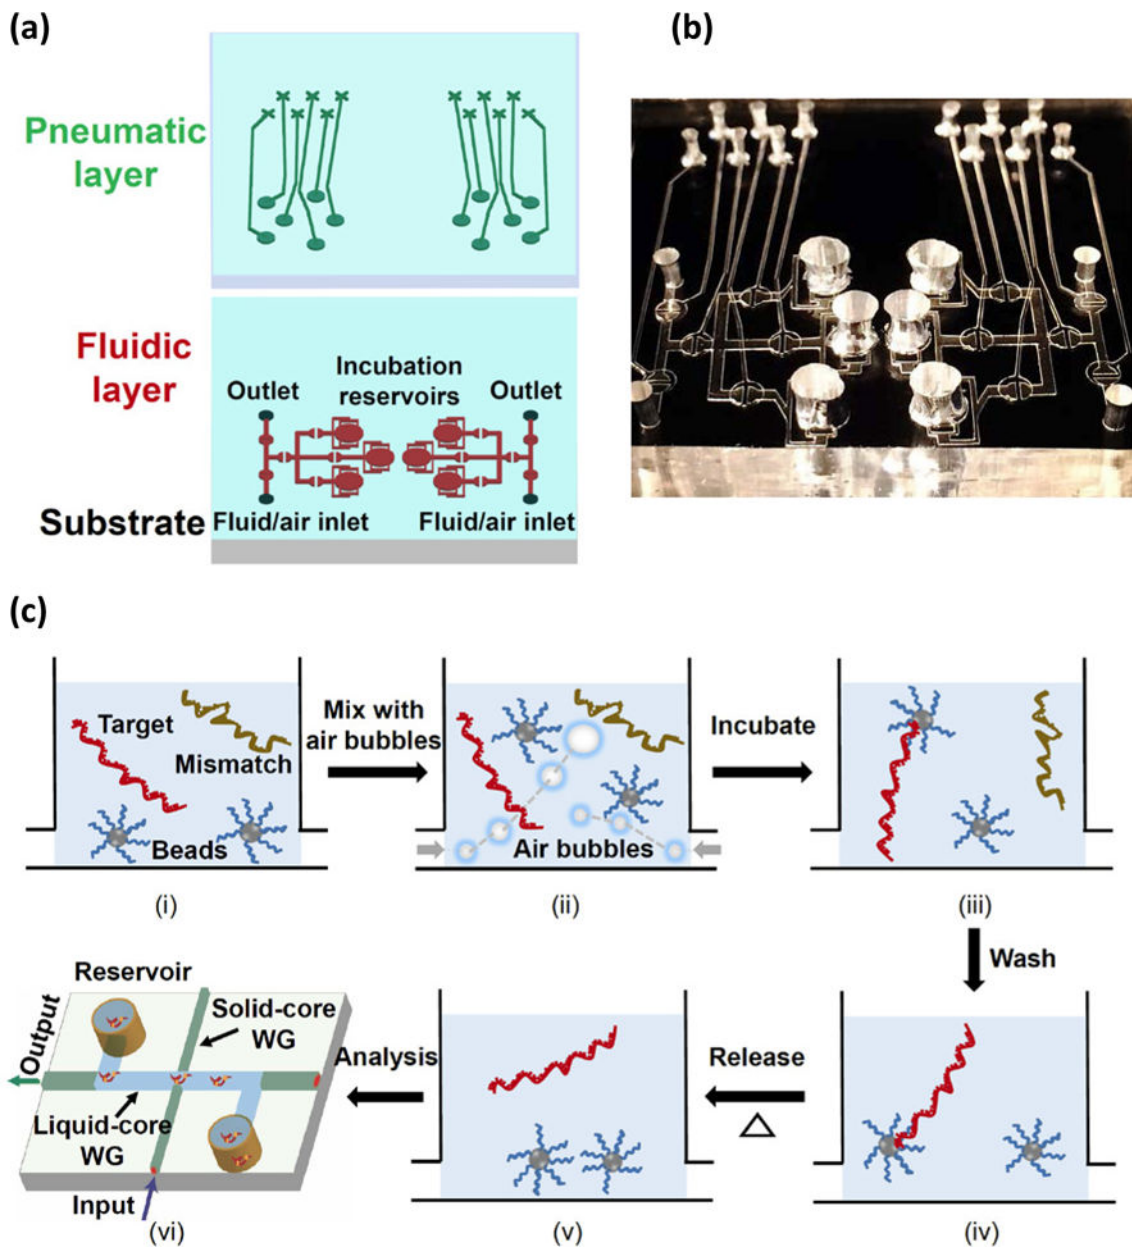 (a)
(b)
Pneumatic
layer
Fluidic
layer
Incubation
reservoirs
Outlet
Outlet
Substrate
Fluid/air inlet
Fluid/air inlet
(c)
Target
Mismatch
Beads
(i)
Mix with
air bubbles
Air bubbles
(ii)
Incubate
(iii)
Wash
(iv)
Release
(v)
Analysis
Reservoir
Solid-core
WG
Output
Liquid-core
WG
Input
(vi)